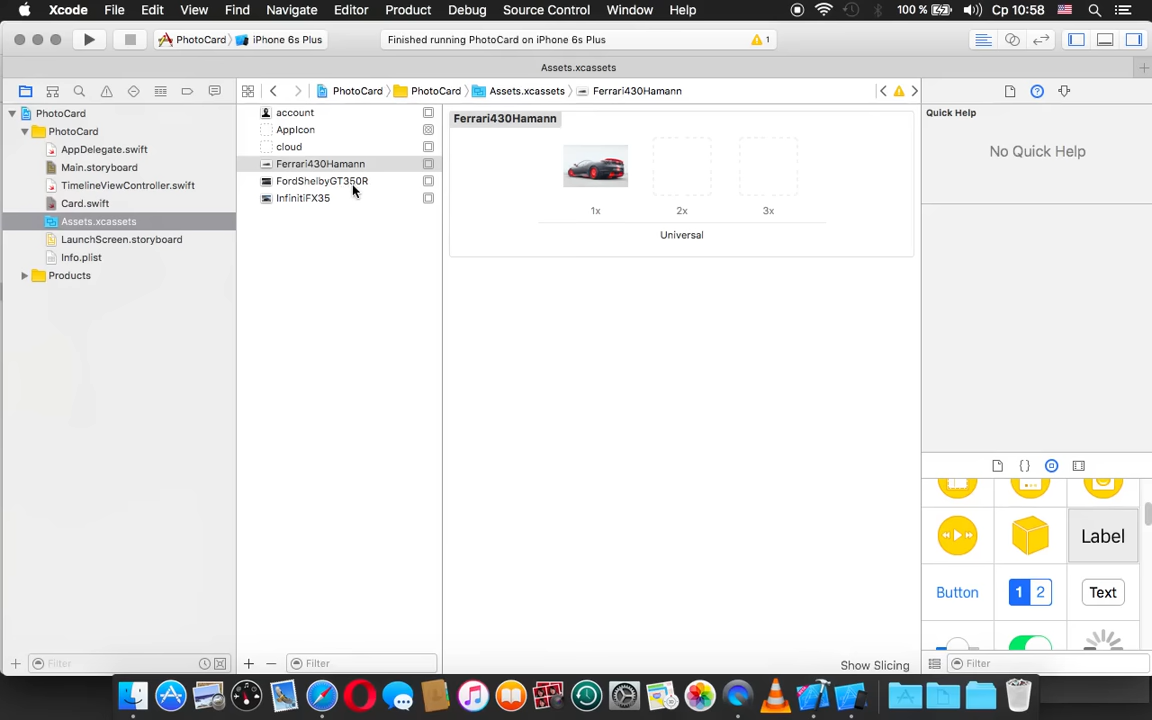 Xcode File Edit View Find Navigate Editor Product Debug Source Control Window Help 100 % Ср 10:58
PhotoCard iPhone 6s Plus Finished running PhotoCard on iPhone 6s Plus 1
Assets.xcassets
PhotoCard PhotoCard Assets.xcassets Ferrari430Hamann
PhotoCard
PhotoCard
AppDelegate.swift
Main.storyboard
TimelineViewController.swift
Card.swift
Assets.xcassets
LaunchScreen.storyboard
Info.plist
Products
account
AppIcon
cloud
Ferrari430Hamann
FordShelbyGT350R
InfinitiFX35
Ferrari430Hamann
1x 2x 3x
Universal
Quick Help
No Quick Help
Label
Button 1 2 Text
Filter
Filter
Show Slicing
Filter